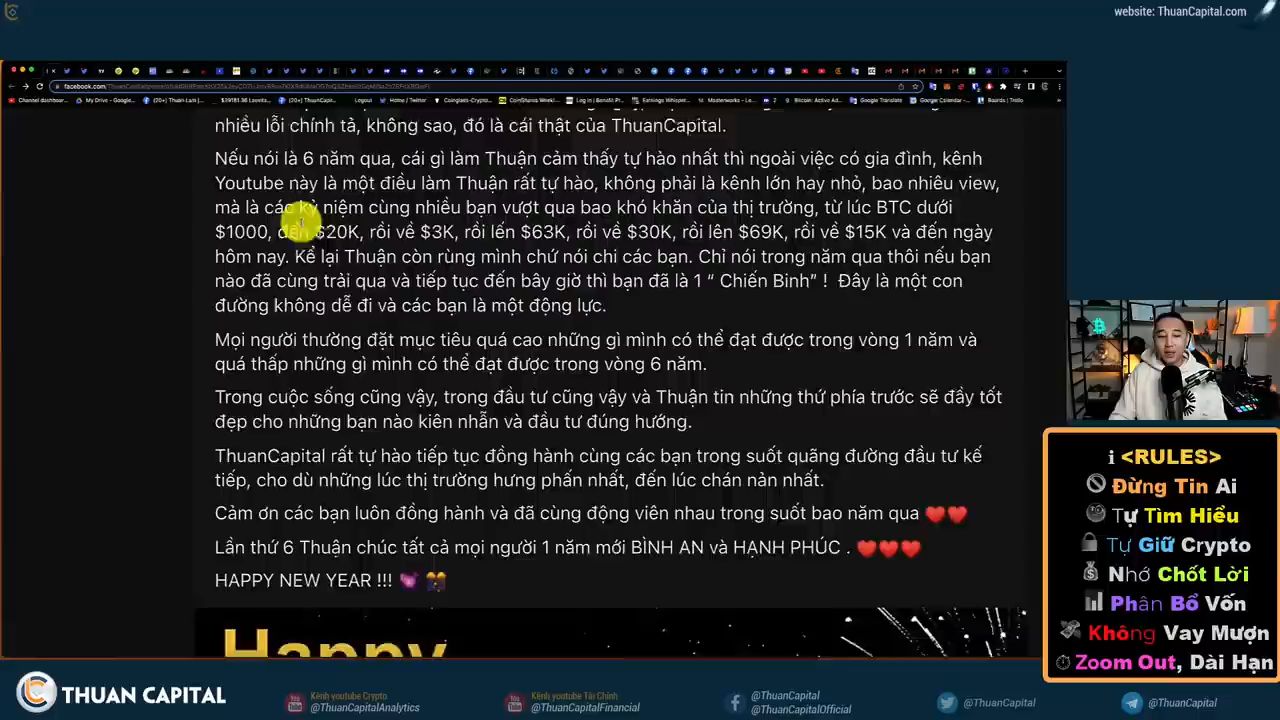 website: ThuanCapital.com
nhiều lỗi chính tả, không sao, đó là cái thật của ThuanCapital.
Nếu nói là 6 năm qua, cái gì làm Thuận cảm thấy tự hào nhất thì ngoài việc có gia đình, kênh
Youtube này là một điều làm Thuận rất tự hào, không phải là kênh lớn hay nhỏ, bao nhiêu view,
mà là các kỷ niệm cùng nhiều bạn vượt qua bao khó khăn của thị trường, từ lúc BTC dưới
$1000, đến $20K, rồi về $3K, rồi lến $63K, rồi về $30K, rồi lên $69K, rồi về $15K và đến ngày
hôm nay. Kể lại Thuận còn rùng mình chứ nói chi các bạn. Chỉ nói trong năm qua thôi nếu bạn
nào đã cùng trải qua và tiếp tục đến bây giờ thì bạn đã là 1 “ Chiến Binh” ! Đây là một con
đường không dễ đi và các bạn là một động lực.
Mọi người thường đặt mục tiêu quá cao những gì mình có thể đạt được trong vòng 1 năm và
quá thấp những gì mình có thể đạt được trong vòng 6 năm.
Trong cuộc sống cũng vậy, trong đầu tư cũng vậy và Thuận tin những thứ phía trước sẽ đầy tốt
đẹp cho những bạn nào kiên nhẫn và đầu tư đúng hướng.
ThuanCapital rất tự hào tiếp tục đồng hành cùng các bạn trong suốt quãng đường đầu tư kế
tiếp, cho dù những lúc thị trường hưng phấn nhất, đến lúc chán nản nhất.
Cảm ơn các bạn luôn đồng hành và đã cùng động viên nhau trong suốt bao năm qua ❤️❤️
Lần thứ 6 Thuận chúc tất cả mọi người 1 năm mới BÌNH AN và HẠNH PHÚC . ❤️❤️❤️
HAPPY NEW YEAR !!!
Happy
<RULES>
Đừng Tin Ai
Tự Tìm Hiểu
Tự Giữ Crypto
Nhớ Chốt Lời
Phân Bổ Vốn
Không Vay Mượn
Zoom Out, Dài Hạn
THUAN CAPITAL
Kênh youtube Crypto
@ThuanCapitalAnalytics
Kênh youtube Tài Chính
@ThuanCapitalFinancial
@ThuanCapital
@ThuanCapitalOfficial
@ThuanCapital
@ThuanCapital